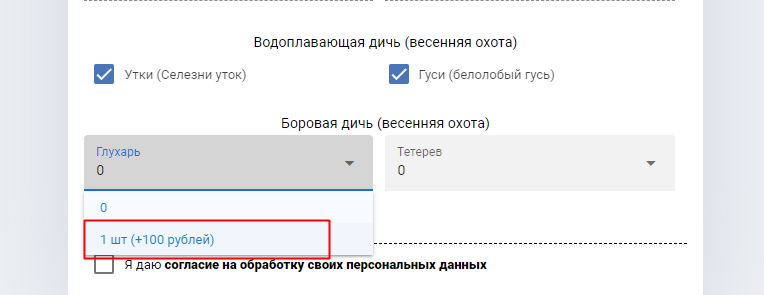 Водоплавающая дичь (весенняя охота)
Утки (Селезни уток) Гуси (белолобый гусь)
Боровая дичь (весенняя охота)
Глухарь Тетерев
0 0
0
1 шт (+100 рублей)
Я даю согласие на обработку своих персональных данных